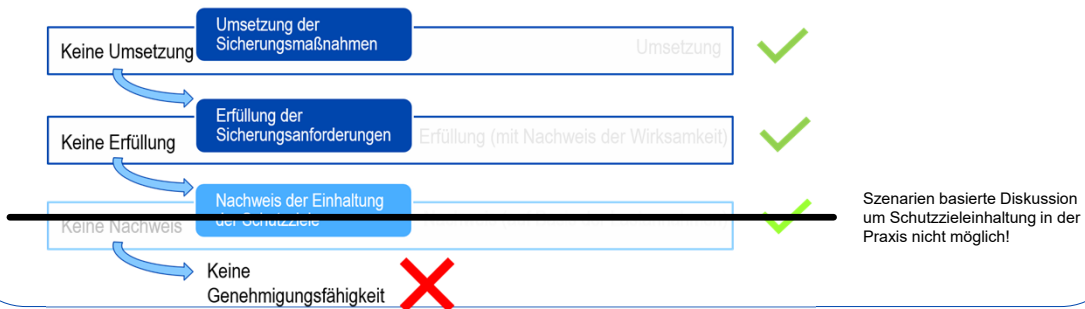 Umsetzung der
Sicherungsmaßnahmen
Keine Umsetzung
Umsetzung
Erfüllung der
Sicherungsanforderungen
Keine Erfüllung
Erfüllung (mit Nachweis der Wirksamkeit)
Nachweis der Einhaltung
der Schutzziele
Keine Nachweis
Szenarien basierte Diskussion
um Schutzzieleinhaltung in der
Praxis nicht möglich!
Keine
Genehmigungsfähigkeit